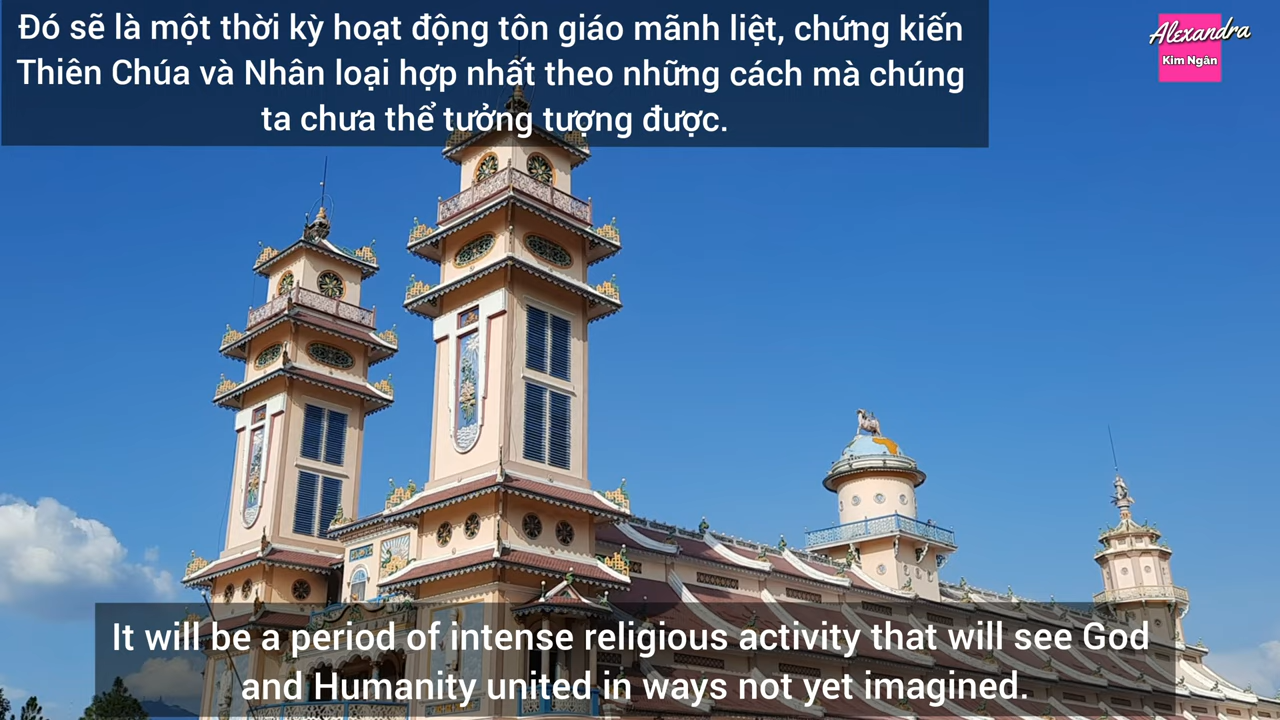 Đó sẽ là một thời kỳ hoạt động tôn giáo mãnh liệt, chứng kiến
Thiên Chúa và Nhân loại hợp nhất theo những cách mà chúng
ta chưa thể tưởng tượng được.
Alexandra
Kim Ngân
It will be a period of intense religious activity that will see God
and Humanity united in ways not yet imagined.